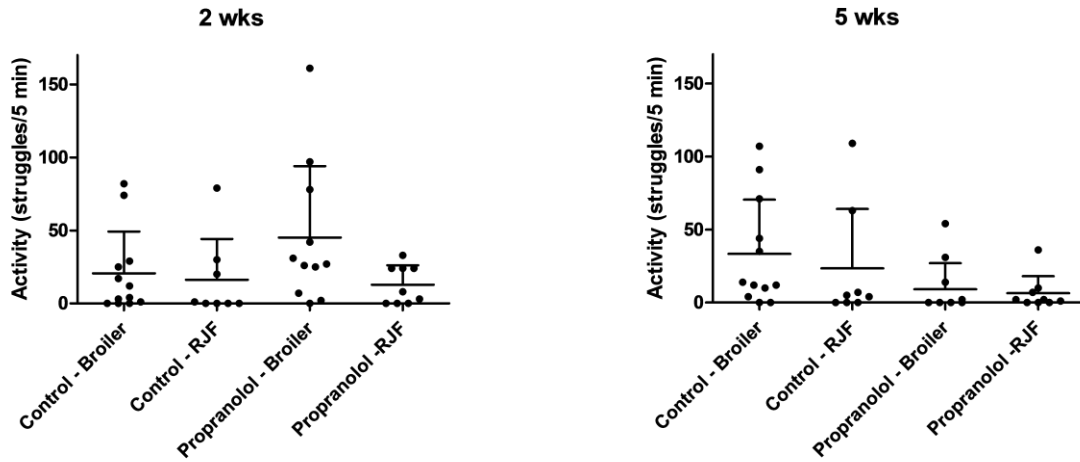 2 wks
Activity (struggles/5 min)
150
100
50
0
Control - Broiler
Control - RJF
Propranolol - Broiler
Propranolol -RJF
5 wks
Activity (struggles/5 min)
150
100
50
0
Control - Broiler
Control - RJF
Propranolol - Broiler
Propranolol -RJF